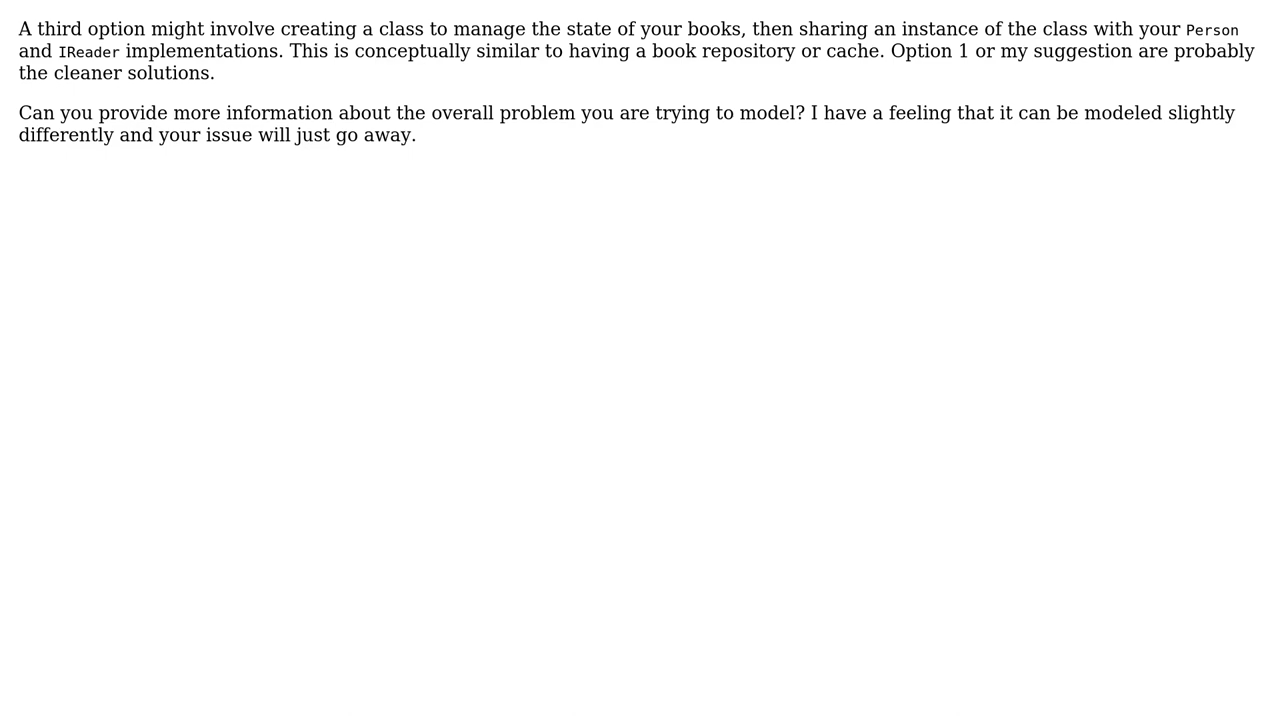 A third option might involve creating a class to manage the state of your books, then sharing an instance of the class with your Person
and IReader implementations. This is conceptually similar to having a book repository or cache. Option 1 or my suggestion are probably
the cleaner solutions.
Can you provide more information about the overall problem you are trying to model? I have a feeling that it can be modeled slightly
differently and your issue will just go away.